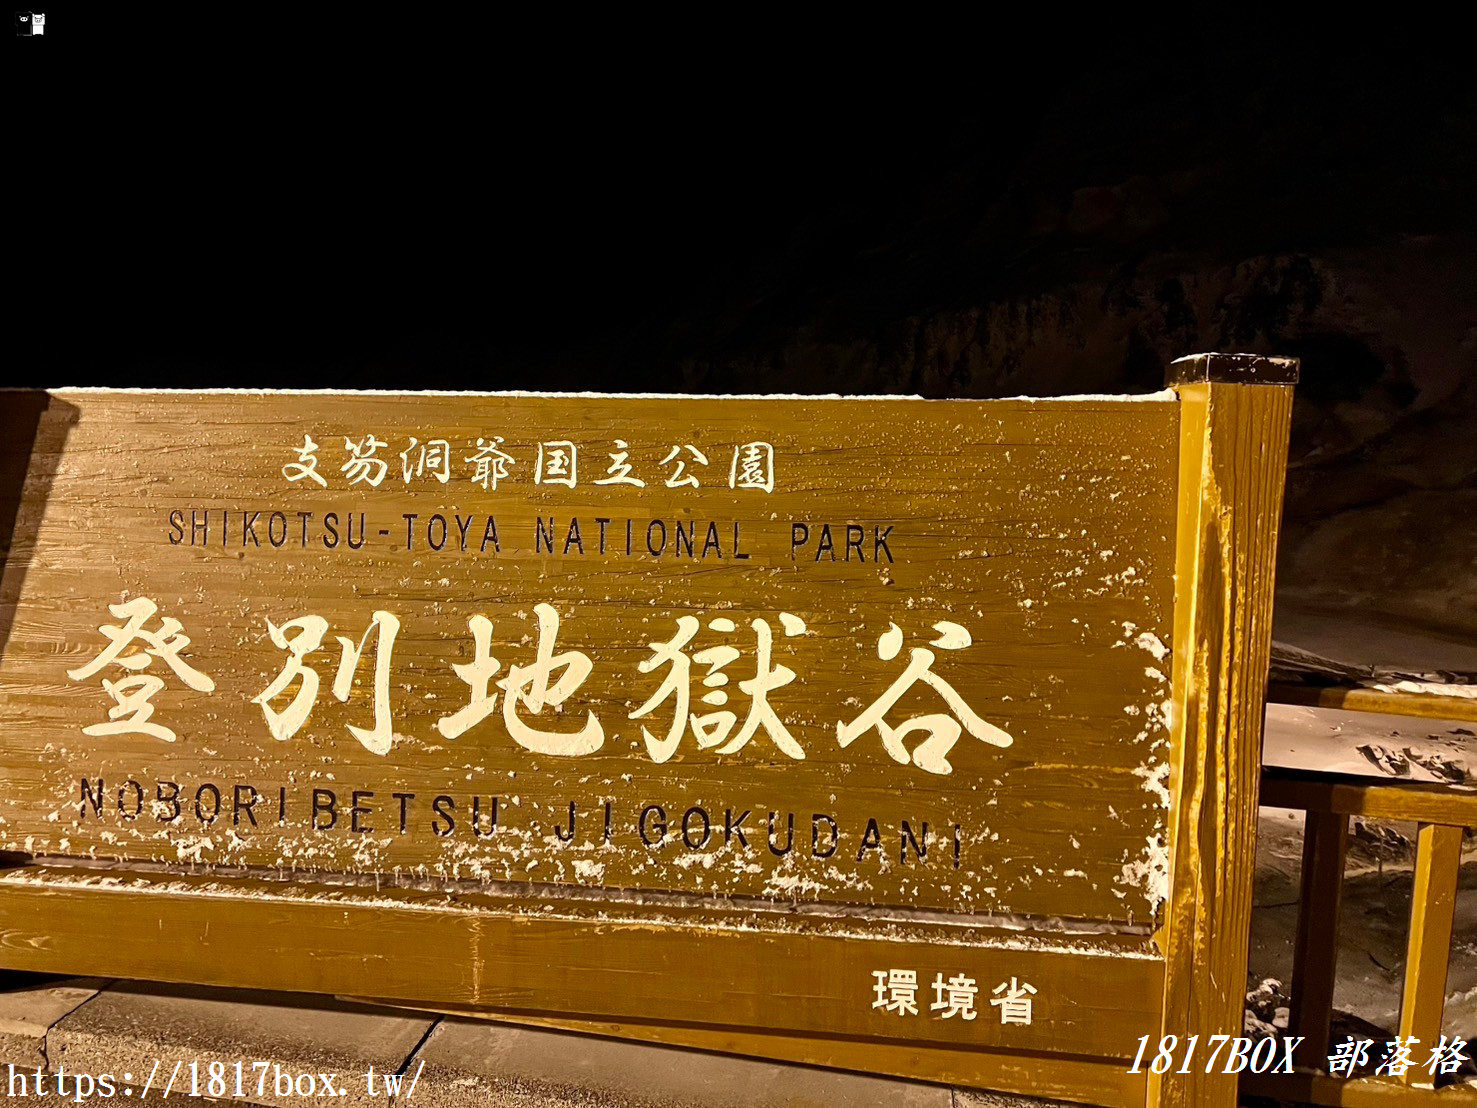 支笏洞爺国立公園
SHIKOTSU-TOYA NATIONAL PARK
登別地獄谷
NOBORIBETSU JIGOKUDANI
環境省
1817BOX 部落格
https://1817box.tw/